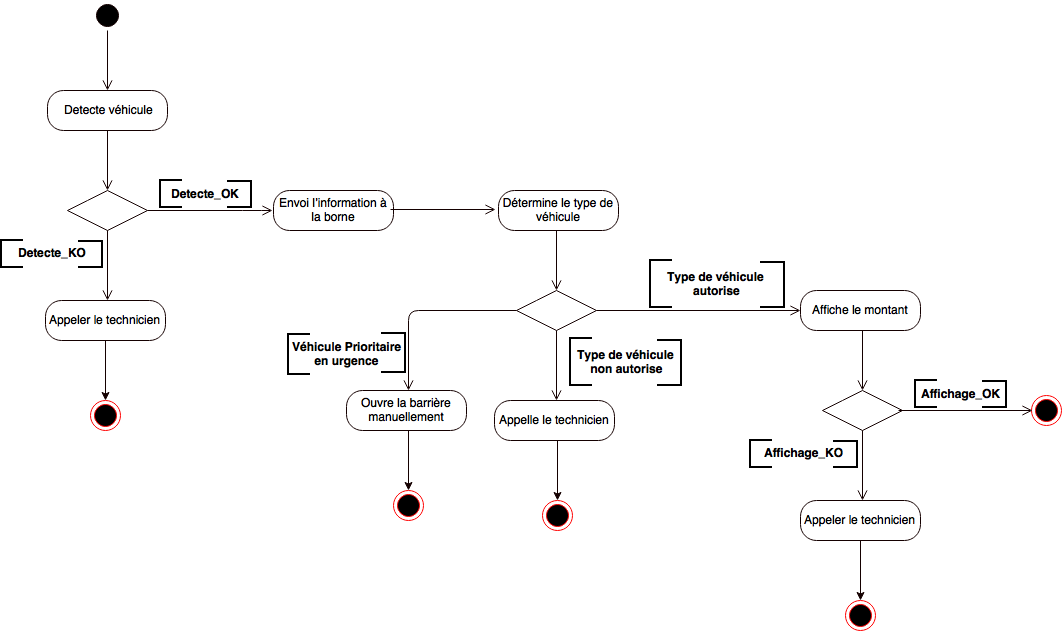 Detecte véhicule
Detecte_OK
Envoi l'information à
la borne
Détermine le type de
véhicule
Detecte_KO
Appeler le technicien
Type de véhicule
autorise
Affiche le montant
Véhicule Prioritaire
en urgence
Type de véhicule
non autorise
Ouvre la barrière
manuellement
Appelle le technicien
Affichage_OK
Affichage_KO
Appeler le technicien